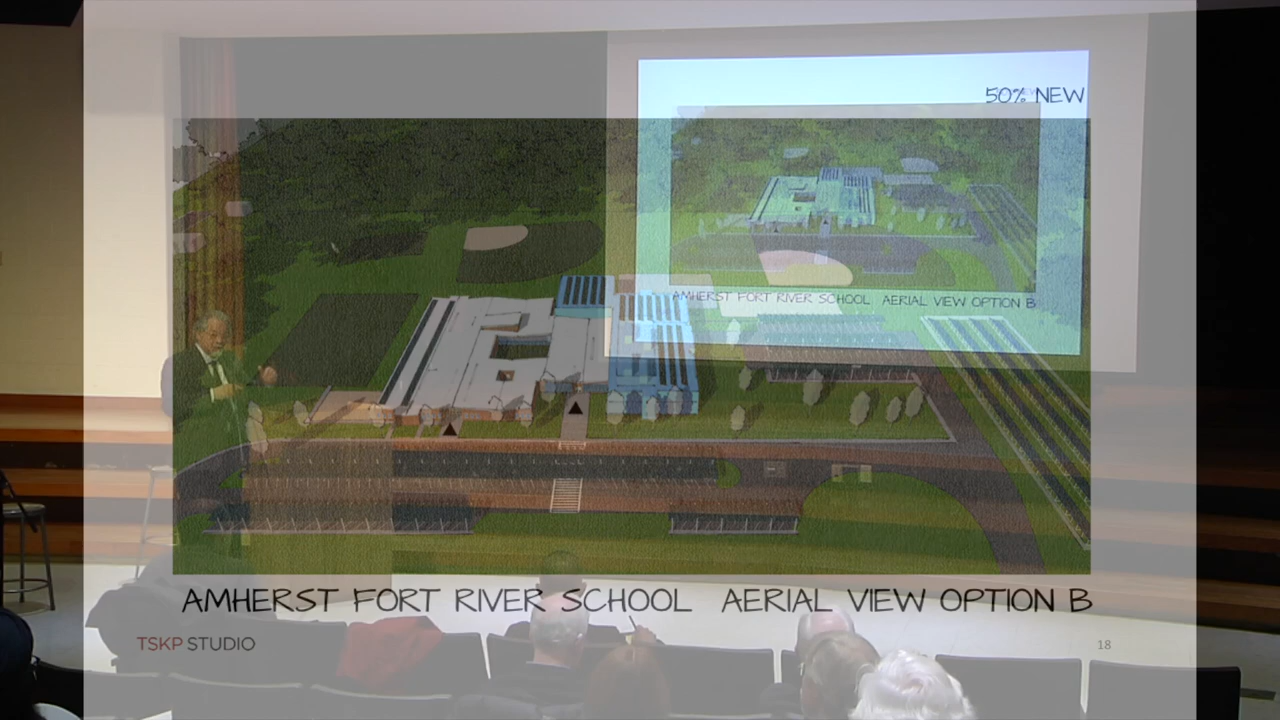 50% NEW
AMHERST FORT RIVER SCHOOL AERIAL VIEW OPTION B
AMHERST FORT RIVER SCHOOL AERIAL VIEW OPTION B
TSKP STUDIO
18